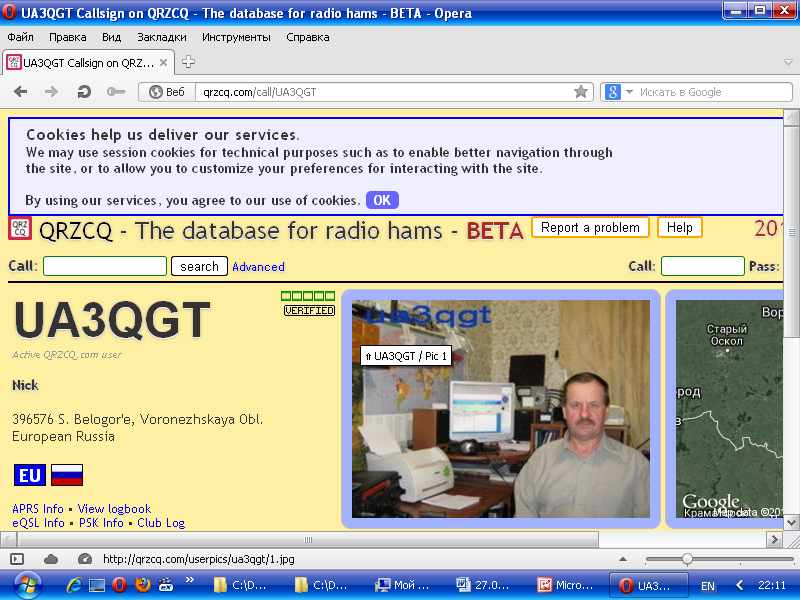 UA3QGT Callsign on QRZCQ - The database for radio hams - BETA - Opera
Файл Правка Вид Закладки Инструменты Справка
QRZ CQ UA3QGT Callsign on QRZ...
Веб qrzcq.com/call/UA3QGT Искать в Google
Cookies help us deliver our services.
We may use session cookies for technical purposes such as to enable better navigation through
the site, or to allow you to customize your preferences for interacting with the site.
By using our services, you agree to our use of cookies. OK
QRZ CQ QRZCQ - The database for radio hams - BETA Report a problem Help 201
Call: search Advanced Call: Pass:
UA3QGT
VERIFIED
Active QRZCQ.com user
Nick
396576 S. Belogor'e, Voronezhskaya Obl.
European Russia
EU
APRS Info • View logbook
eQSL Info • PSK Info • Club Log
ua3qgt
UA3QGT / Pic 1
Вор
Старый
Оскол
род
Google
Map data ©201
http://qrzcq.com/userpics/ua3qgt/1.jpg
C:\D... C:\D... Мой ... 27.0... Micro... UA3... EN 22:11